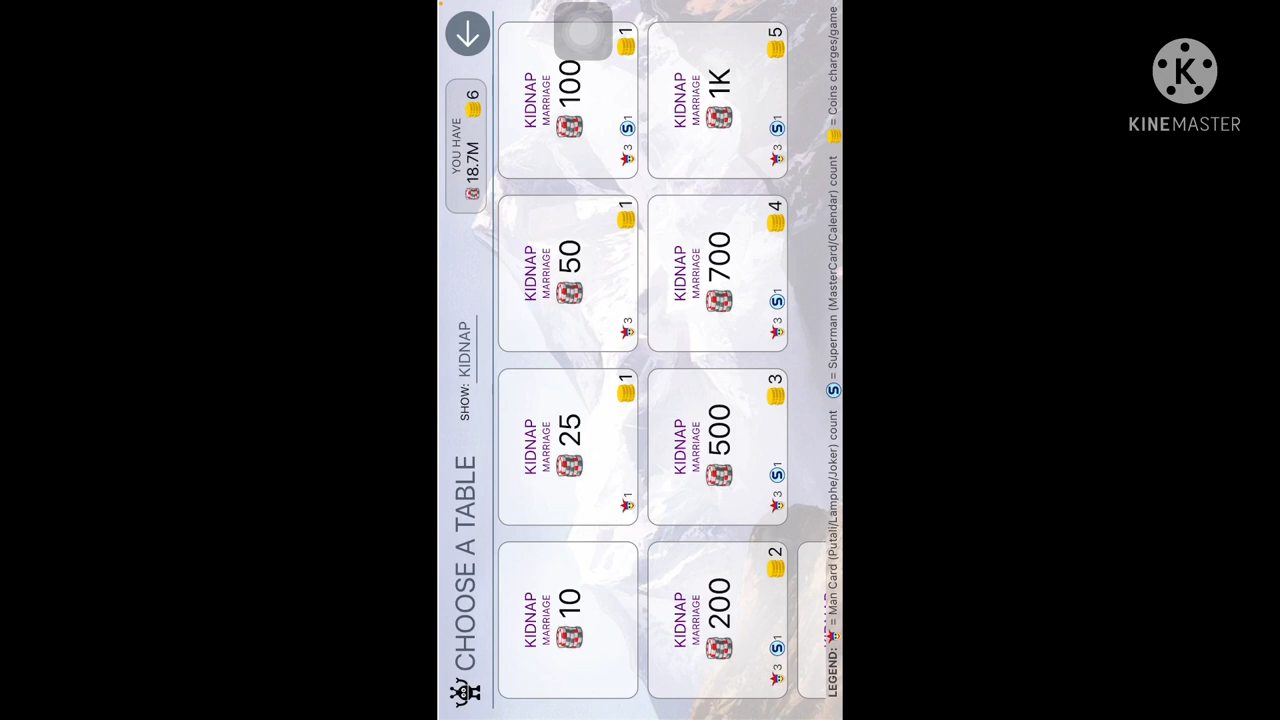 CHOOSE A TABLE
SHOW: KIDNAP
YOU HAVE
18.7M 6
KIDNAP
MARRIAGE
10
KIDNAP
MARRIAGE
25
1 1
KIDNAP
MARRIAGE
50
3 1
KIDNAP
MARRIAGE
100
3 S 1 1
KIDNAP
MARRIAGE
200
3 S 1 2
KIDNAP
MARRIAGE
500
3 S 1 3
KIDNAP
MARRIAGE
700
3 S 1 4
KIDNAP
MARRIAGE
1K
3 S 1 5
LEGEND: = Man Card (Putali/Lamphe/Joker) count S = Superman (MasterCard/Calendar) count = Coins charges/game
K
KINEMASTER